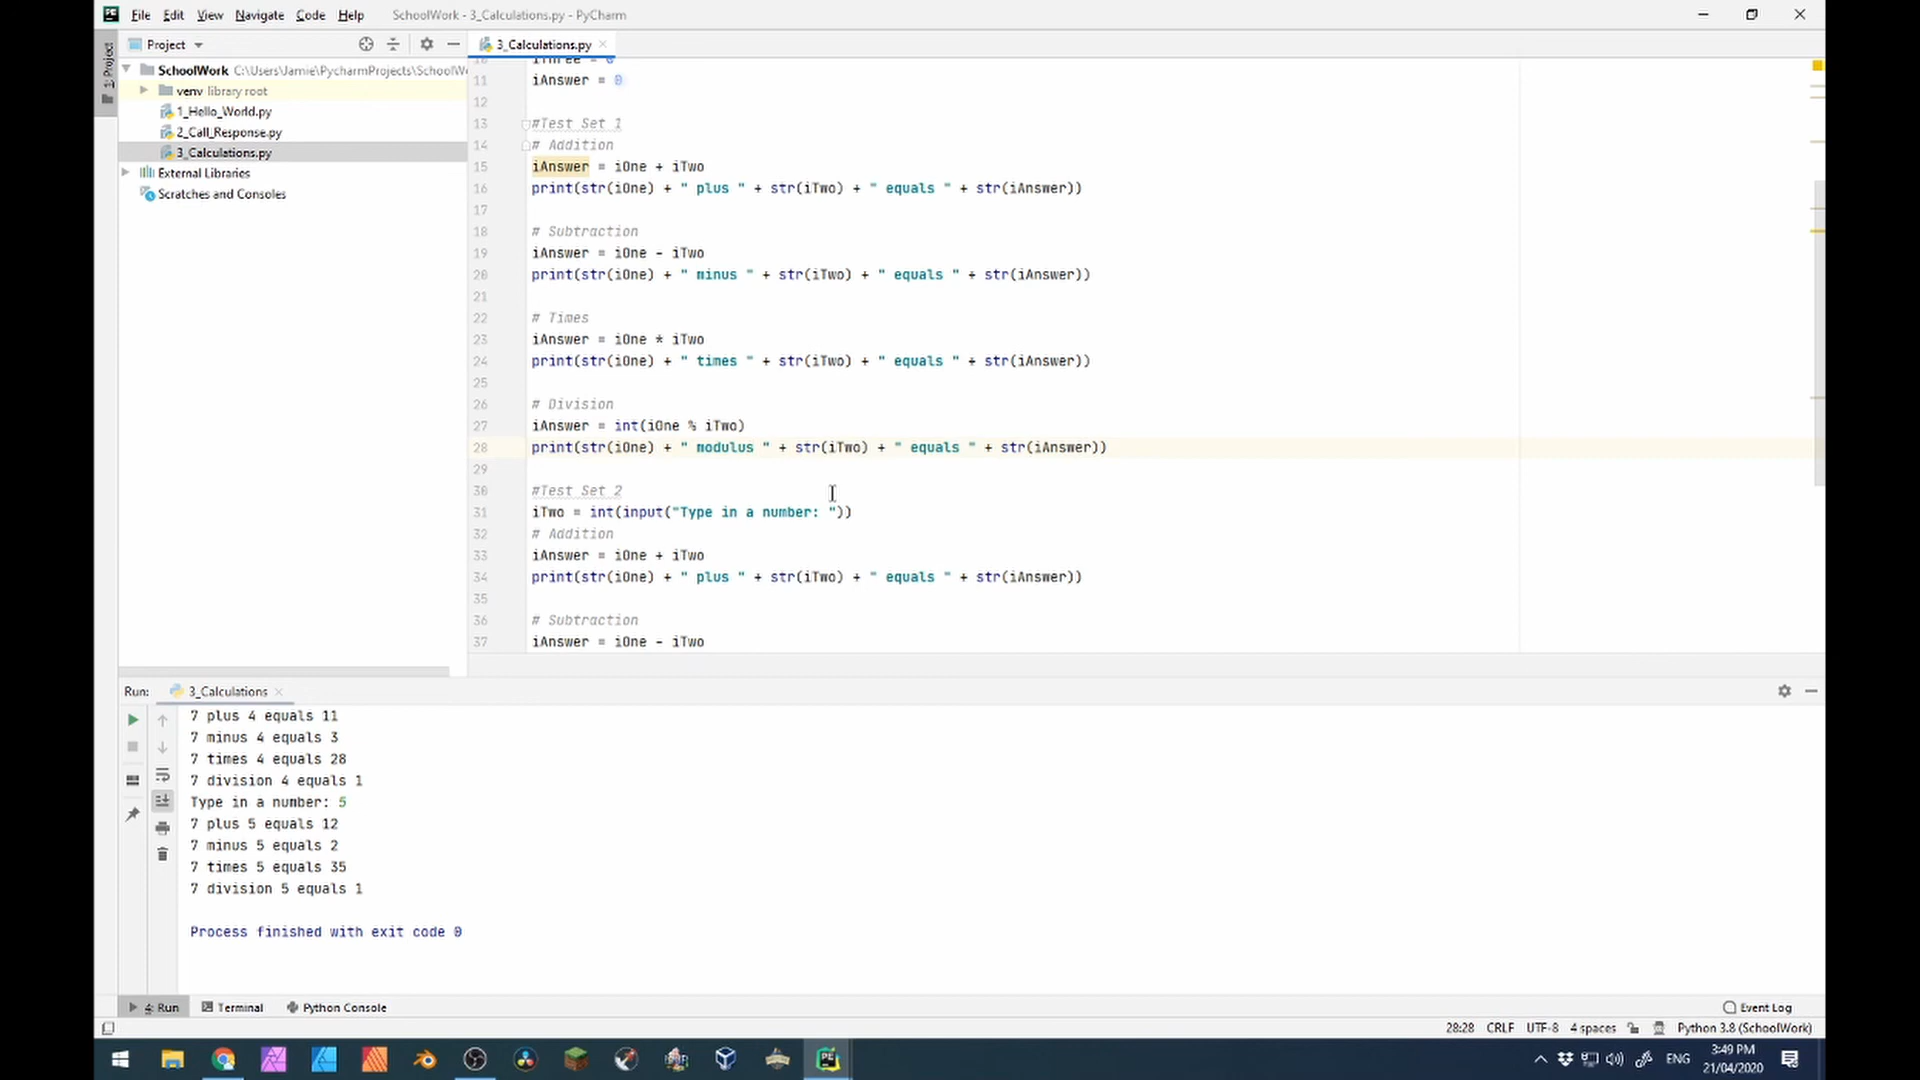 File Edit View Navigate Code Help SchoolWork - 3_Calculations.py - PyCharm
1: Project
Project
SchoolWork C:\Users\Jamie\PycharmProjects\SchoolW
venv library root
1_Hello_World.py
2_Call_Response.py
3_Calculations.py
External Libraries
Scratches and Consoles
3_Calculations.py
10 iThree = 0
11 iAnswer = 0
12
13 #Test Set 1
14 # Addition
15 iAnswer = iOne + iTwo
16 print(str(iOne) + " plus " + str(iTwo) + " equals " + str(iAnswer))
17
18 # Subtraction
19 iAnswer = iOne - iTwo
20 print(str(iOne) + " minus " + str(iTwo) + " equals " + str(iAnswer))
21
22 # Times
23 iAnswer = iOne * iTwo
24 print(str(iOne) + " times " + str(iTwo) + " equals " + str(iAnswer))
25
26 # Division
27 iAnswer = int(iOne % iTwo)
28 print(str(iOne) + " modulus " + str(iTwo) + " equals " + str(iAnswer))
29
30 #Test Set 2
31 iTwo = int(input("Type in a number: "))
32 # Addition
33 iAnswer = iOne + iTwo
34 print(str(iOne) + " plus " + str(iTwo) + " equals " + str(iAnswer))
35
36 # Subtraction
37 iAnswer = iOne - iTwo
Run: 3_Calculations
7 plus 4 equals 11
7 minus 4 equals 3
7 times 4 equals 28
7 division 4 equals 1
Type in a number: 5
7 plus 5 equals 12
7 minus 5 equals 2
7 times 5 equals 35
7 division 5 equals 1
Process finished with exit code 0
4: Run Terminal Python Console Event Log
28:28 CRLF UTF-8 4 spaces Python 3.8 (SchoolWork)
ENG 3:49 PM
21/04/2020